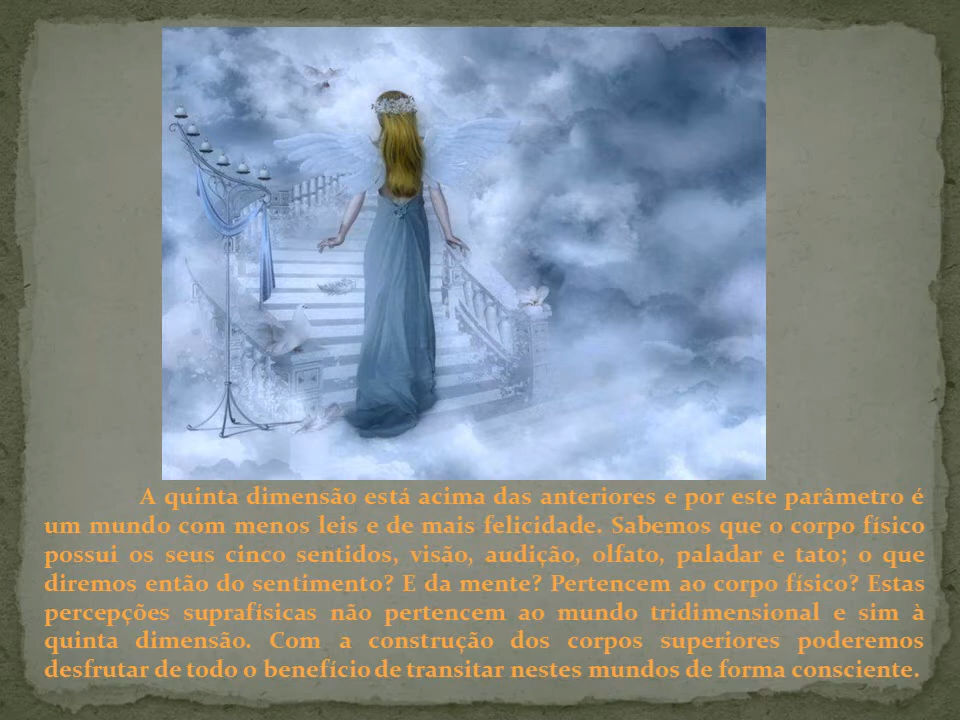 A quinta dimensão está acima das anteriores e por este parâmetro é
um mundo com menos leis e de mais felicidade. Sabemos que o corpo físico
possui os seus cinco sentidos, visão, audição, olfato, paladar e tato; o que
diremos então do sentimento? E da mente? Pertencem ao corpo físico? Estas
percepções suprafísicas não pertencem ao mundo tridimensional e sim à
quinta dimensão. Com a construção dos corpos superiores poderemos
desfrutar de todo o benefício de transitar nestes mundos de forma consciente.